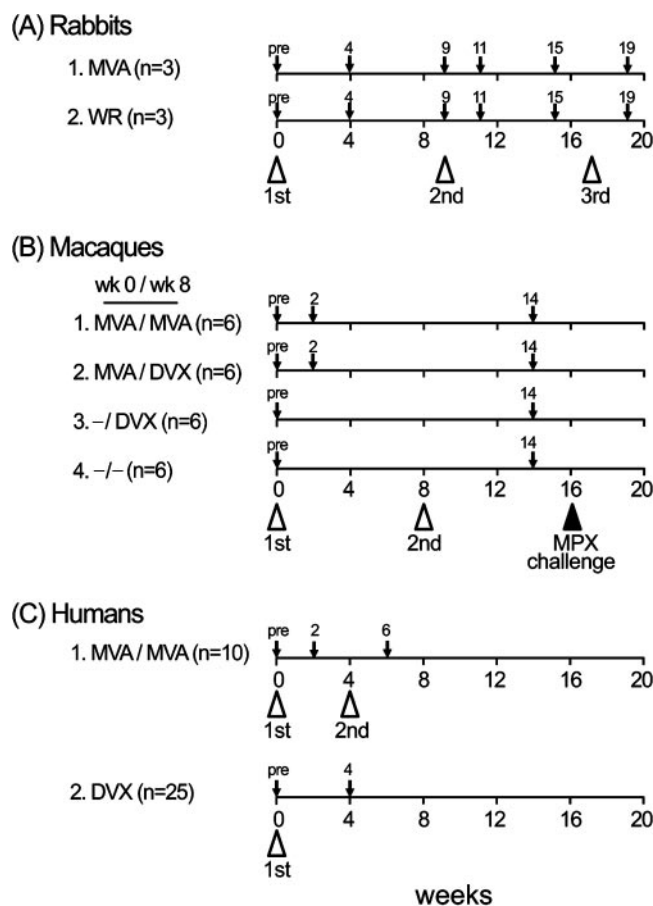 (A) Rabbits
pre 4 9 11 15 19
1. MVA (n=3)
pre 4 9 11 15 19
2. WR (n=3)
0 4 8 12 16 20
1st 2nd 3rd
(B) Macaques
wk 0 / wk 8
pre 2 14
1. MVA / MVA (n=6)
pre 2 14
2. MVA / DVX (n=6)
pre 14
3. –/ DVX (n=6)
pre 14
4. –/– (n=6)
0 4 8 12 16 20
1st 2nd MPX
challenge
(C) Humans
pre 2 6
1. MVA / MVA (n=10)
0 4 8 12 16 20
1st 2nd
pre 4
2. DVX (n=25)
0 4 8 12 16 20
1st
weeks